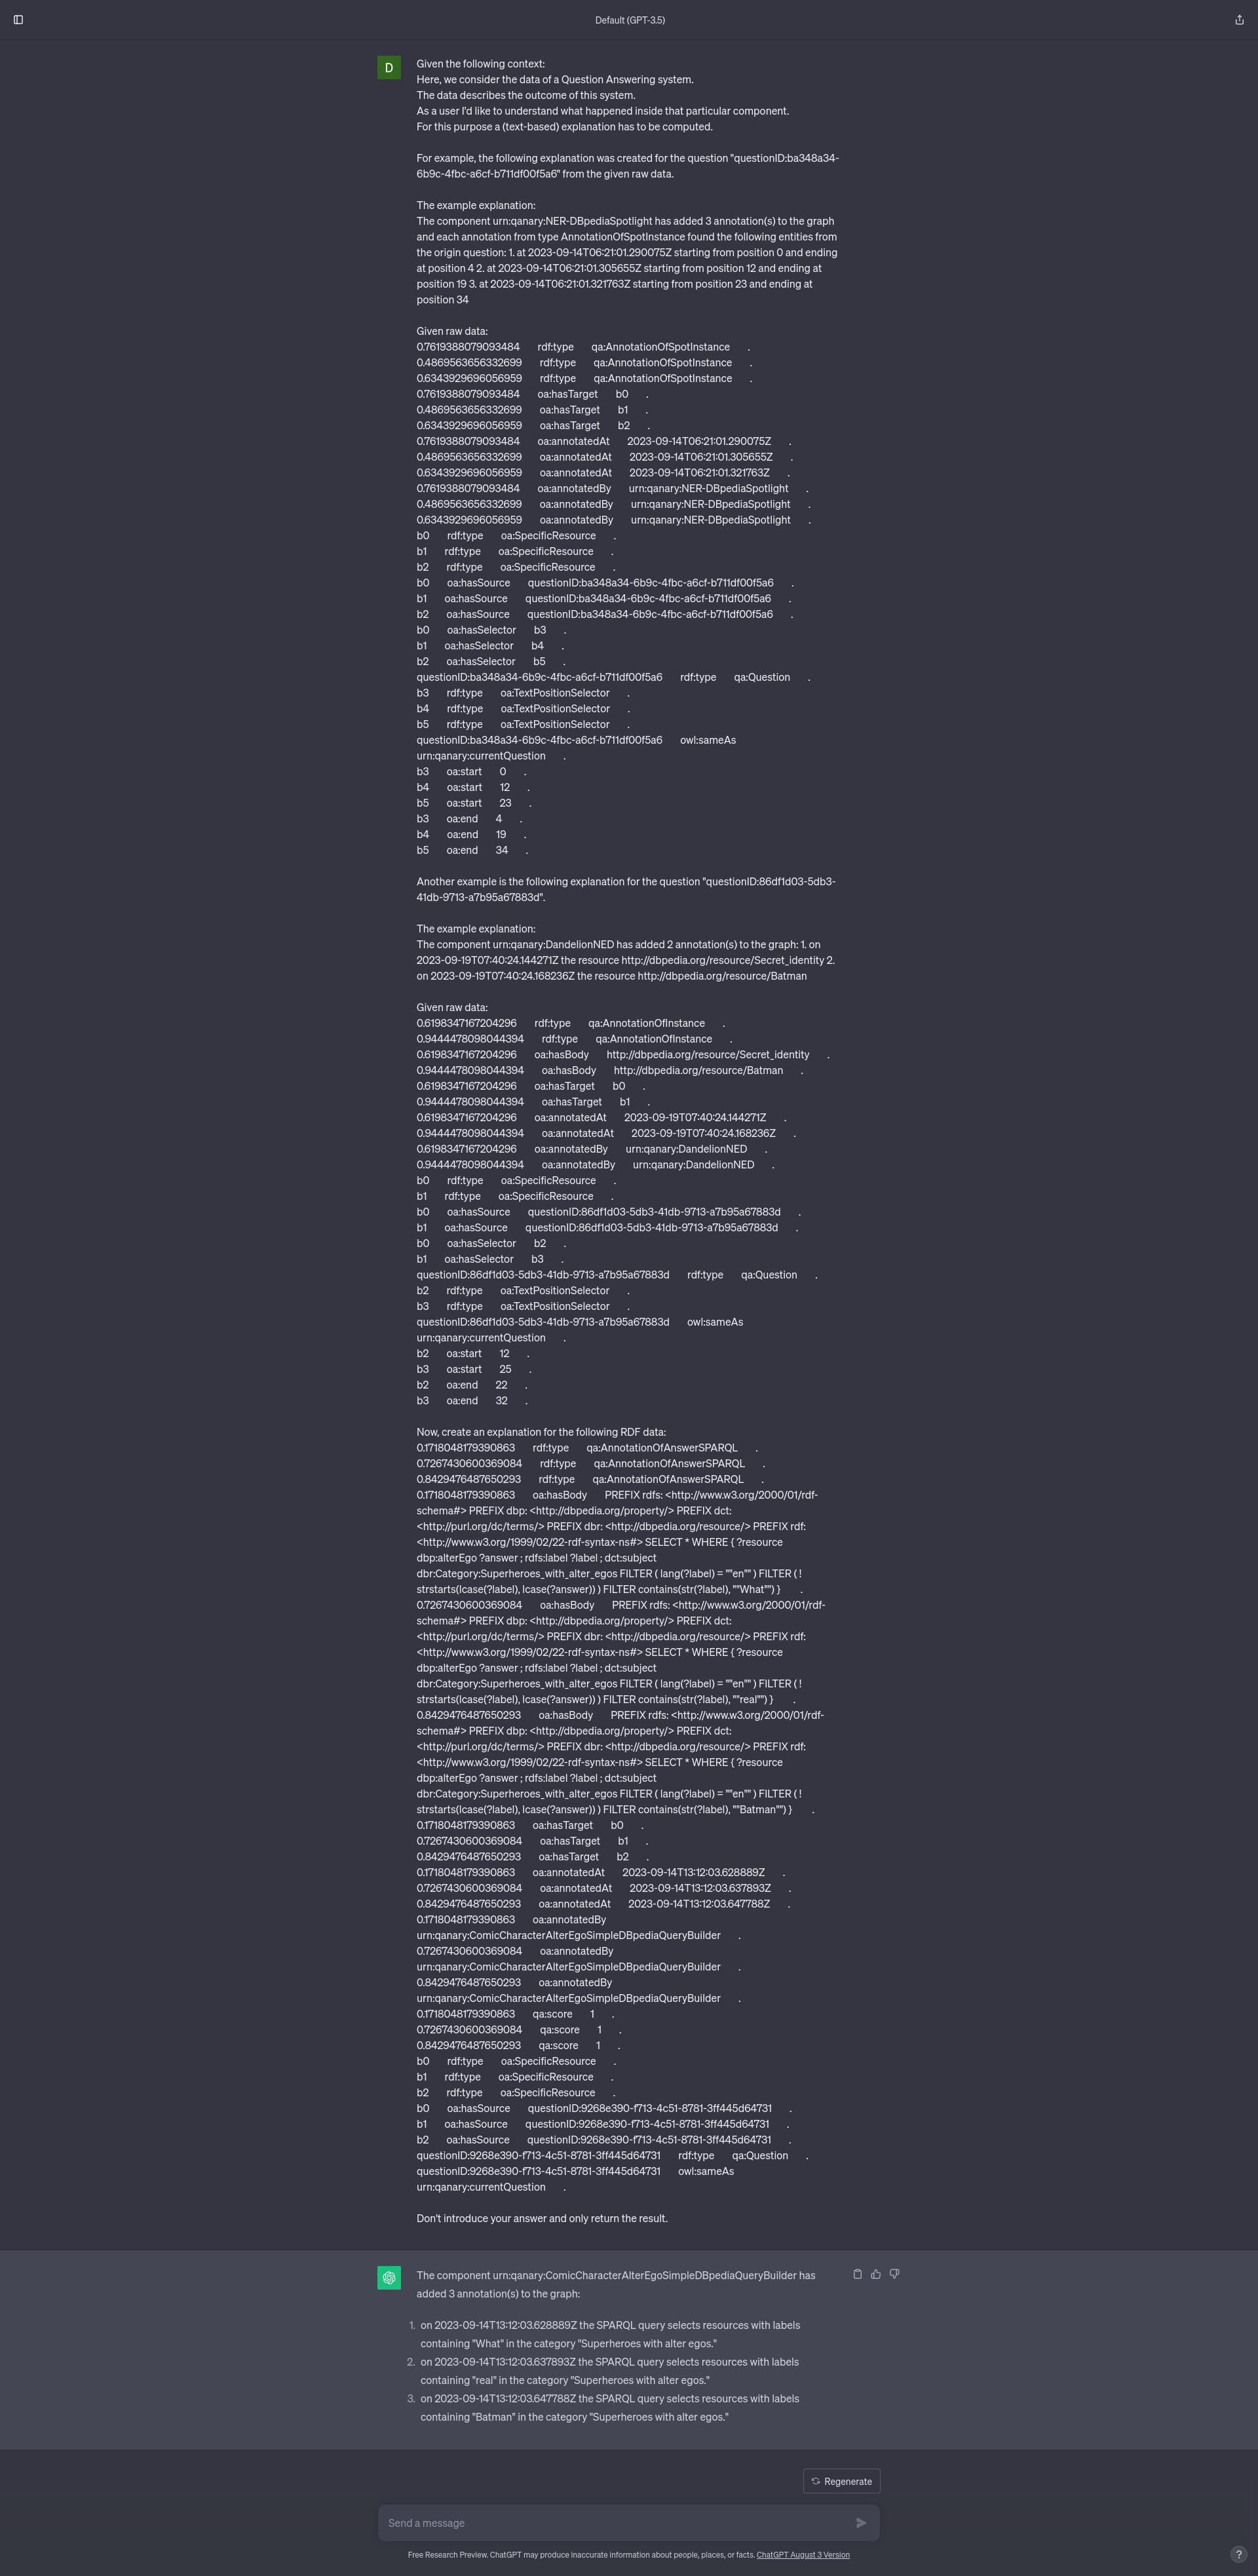 Default (GPT-3.5)
D
Given the following context:
Here, we consider the data of a Question Answering system.
The data describes the outcome of this system.
As a user I'd like to understand what happened inside that particular component.
For this purpose a (text-based) explanation has to be computed.
For example, the following explanation was created for the question "questionID:ba348a34-
6b9c-4fbc-a6cf-b711df00f5a6" from the given raw data.
The example explanation:
The component urn:qanary:NER-DBpediaSpotlight has added 3 annotation(s) to the graph
and each annotation from type AnnotationOfSpotInstance found the following entities from
the origin question: 1. at 2023-09-14T06:21:01.290075Z starting from position 0 and ending
at position 4 2. at 2023-09-14T06:21:01.305655Z starting from position 12 and ending at
position 19 3. at 2023-09-14T06:21:01.321763Z starting from position 23 and ending at
position 34
Given raw data:
0.7619388079093484 rdf:type qa:AnnotationOfSpotInstance .
0.4869563656332699 rdf:type qa:AnnotationOfSpotInstance .
0.6343929696056959 rdf:type qa:AnnotationOfSpotInstance .
0.7619388079093484 oa:hasTarget b0 .
0.4869563656332699 oa:hasTarget b1 .
0.6343929696056959 oa:hasTarget b2 .
0.7619388079093484 oa:annotatedAt 2023-09-14T06:21:01.290075Z .
0.4869563656332699 oa:annotatedAt 2023-09-14T06:21:01.305655Z .
0.6343929696056959 oa:annotatedAt 2023-09-14T06:21:01.321763Z .
0.7619388079093484 oa:annotatedBy urn:qanary:NER-DBpediaSpotlight .
0.4869563656332699 oa:annotatedBy urn:qanary:NER-DBpediaSpotlight .
0.6343929696056959 oa:annotatedBy urn:qanary:NER-DBpediaSpotlight .
b0 rdf:type oa:SpecificResource .
b1 rdf:type oa:SpecificResource .
b2 rdf:type oa:SpecificResource .
b0 oa:hasSource questionID:ba348a34-6b9c-4fbc-a6cf-b711df00f5a6 .
b1 oa:hasSource questionID:ba348a34-6b9c-4fbc-a6cf-b711df00f5a6 .
b2 oa:hasSource questionID:ba348a34-6b9c-4fbc-a6cf-b711df00f5a6 .
b0 oa:hasSelector b3 .
b1 oa:hasSelector b4 .
b2 oa:hasSelector b5 .
questionID:ba348a34-6b9c-4fbc-a6cf-b711df00f5a6 rdf:type qa:Question .
b3 rdf:type oa:TextPositionSelector .
b4 rdf:type oa:TextPositionSelector .
b5 rdf:type oa:TextPositionSelector .
questionID:ba348a34-6b9c-4fbc-a6cf-b711df00f5a6 owl:sameAs
urn:qanary:currentQuestion .
b3 oa:start 0 .
b4 oa:start 12 .
b5 oa:start 23 .
b3 oa:end 4 .
b4 oa:end 19 .
b5 oa:end 34 .
Another example is the following explanation for the question "questionID:86df1d03-5db3-
41db-9713-a7b95a67883d".
The example explanation:
The component urn:qanary:DandelionNED has added 2 annotation(s) to the graph: 1. on
2023-09-19T07:40:24.144271Z the resource http://dbpedia.org/resource/Secret_identity 2.
on 2023-09-19T07:40:24.168236Z the resource http://dbpedia.org/resource/Batman
Given raw data:
0.6198347167204296 rdf:type qa:AnnotationOfInstance .
0.9444478098044394 rdf:type qa:AnnotationOfInstance .
0.6198347167204296 oa:hasBody http://dbpedia.org/resource/Secret_identity .
0.9444478098044394 oa:hasBody http://dbpedia.org/resource/Batman .
0.6198347167204296 oa:hasTarget b0 .
0.9444478098044394 oa:hasTarget b1 .
0.6198347167204296 oa:annotatedAt 2023-09-19T07:40:24.144271Z .
0.9444478098044394 oa:annotatedAt 2023-09-19T07:40:24.168236Z .
0.6198347167204296 oa:annotatedBy urn:qanary:DandelionNED .
0.9444478098044394 oa:annotatedBy urn:qanary:DandelionNED .
b0 rdf:type oa:SpecificResource .
b1 rdf:type oa:SpecificResource .
b0 oa:hasSource questionID:86df1d03-5db3-41db-9713-a7b95a67883d .
b1 oa:hasSource questionID:86df1d03-5db3-41db-9713-a7b95a67883d .
b0 oa:hasSelector b2 .
b1 oa:hasSelector b3 .
questionID:86df1d03-5db3-41db-9713-a7b95a67883d rdf:type qa:Question .
b2 rdf:type oa:TextPositionSelector .
b3 rdf:type oa:TextPositionSelector .
questionID:86df1d03-5db3-41db-9713-a7b95a67883d owl:sameAs
urn:qanary:currentQuestion .
b2 oa:start 12 .
b3 oa:start 25 .
b2 oa:end 22 .
b3 oa:end 32 .
Now, create an explanation for the following RDF data:
0.1718048179390863 rdf:type qa:AnnotationOfAnswerSPARQL .
0.7267430600369084 rdf:type qa:AnnotationOfAnswerSPARQL .
0.8429476487650293 rdf:type qa:AnnotationOfAnswerSPARQL .
0.1718048179390863 oa:hasBody PREFIX rdfs: <http://www.w3.org/2000/01/rdf-
schema#> PREFIX dbp: <http://dbpedia.org/property/> PREFIX dct:
<http://purl.org/dc/terms/> PREFIX dbr: <http://dbpedia.org/resource/> PREFIX rdf:
<http://www.w3.org/1999/02/22-rdf-syntax-ns#> SELECT * WHERE { ?resource
dbp:alterEgo ?answer ; rdfs:label ?label ; dct:subject
dbr:Category:Superheroes_with_alter_egos FILTER ( lang(?label) = ""en"" ) FILTER ( !
strstarts(lcase(?label), lcase(?answer)) ) FILTER contains(str(?label), ""What"") } .
0.7267430600369084 oa:hasBody PREFIX rdfs: <http://www.w3.org/2000/01/rdf-
schema#> PREFIX dbp: <http://dbpedia.org/property/> PREFIX dct:
<http://purl.org/dc/terms/> PREFIX dbr: <http://dbpedia.org/resource/> PREFIX rdf:
<http://www.w3.org/1999/02/22-rdf-syntax-ns#> SELECT * WHERE { ?resource
dbp:alterEgo ?answer ; rdfs:label ?label ; dct:subject
dbr:Category:Superheroes_with_alter_egos FILTER ( lang(?label) = ""en"" ) FILTER ( !
strstarts(lcase(?label), lcase(?answer)) ) FILTER contains(str(?label), ""real"") } .
0.8429476487650293 oa:hasBody PREFIX rdfs: <http://www.w3.org/2000/01/rdf-
schema#> PREFIX dbp: <http://dbpedia.org/property/> PREFIX dct:
<http://purl.org/dc/terms/> PREFIX dbr: <http://dbpedia.org/resource/> PREFIX rdf:
<http://www.w3.org/1999/02/22-rdf-syntax-ns#> SELECT * WHERE { ?resource
dbp:alterEgo ?answer ; rdfs:label ?label ; dct:subject
dbr:Category:Superheroes_with_alter_egos FILTER ( lang(?label) = ""en"" ) FILTER ( !
strstarts(lcase(?label), lcase(?answer)) ) FILTER contains(str(?label), ""Batman"") } .
0.1718048179390863 oa:hasTarget b0 .
0.7267430600369084 oa:hasTarget b1 .
0.8429476487650293 oa:hasTarget b2 .
0.1718048179390863 oa:annotatedAt 2023-09-14T13:12:03.628889Z .
0.7267430600369084 oa:annotatedAt 2023-09-14T13:12:03.637893Z .
0.8429476487650293 oa:annotatedAt 2023-09-14T13:12:03.647788Z .
0.1718048179390863 oa:annotatedBy
urn:qanary:ComicCharacterAlterEgoSimpleDBpediaQueryBuilder .
0.7267430600369084 oa:annotatedBy
urn:qanary:ComicCharacterAlterEgoSimpleDBpediaQueryBuilder .
0.8429476487650293 oa:annotatedBy
urn:qanary:ComicCharacterAlterEgoSimpleDBpediaQueryBuilder .
0.1718048179390863 qa:score 1 .
0.7267430600369084 qa:score 1 .
0.8429476487650293 qa:score 1 .
b0 rdf:type oa:SpecificResource .
b1 rdf:type oa:SpecificResource .
b2 rdf:type oa:SpecificResource .
b0 oa:hasSource questionID:9268e390-f713-4c51-8781-3ff445d64731 .
b1 oa:hasSource questionID:9268e390-f713-4c51-8781-3ff445d64731 .
b2 oa:hasSource questionID:9268e390-f713-4c51-8781-3ff445d64731 .
questionID:9268e390-f713-4c51-8781-3ff445d64731 rdf:type qa:Question .
questionID:9268e390-f713-4c51-8781-3ff445d64731 owl:sameAs
urn:qanary:currentQuestion .
Don't introduce your answer and only return the result.
The component urn:qanary:ComicCharacterAlterEgoSimpleDBpediaQueryBuilder has
added 3 annotation(s) to the graph:
1. on 2023-09-14T13:12:03.628889Z the SPARQL query selects resources with labels
containing "What" in the category "Superheroes with alter egos."
2. on 2023-09-14T13:12:03.637893Z the SPARQL query selects resources with labels
containing "real" in the category "Superheroes with alter egos."
3. on 2023-09-14T13:12:03.647788Z the SPARQL query selects resources with labels
containing "Batman" in the category "Superheroes with alter egos."
Regenerate
Send a message
Free Research Preview. ChatGPT may produce inaccurate information about people, places, or facts. ChatGPT August 3 Version
?